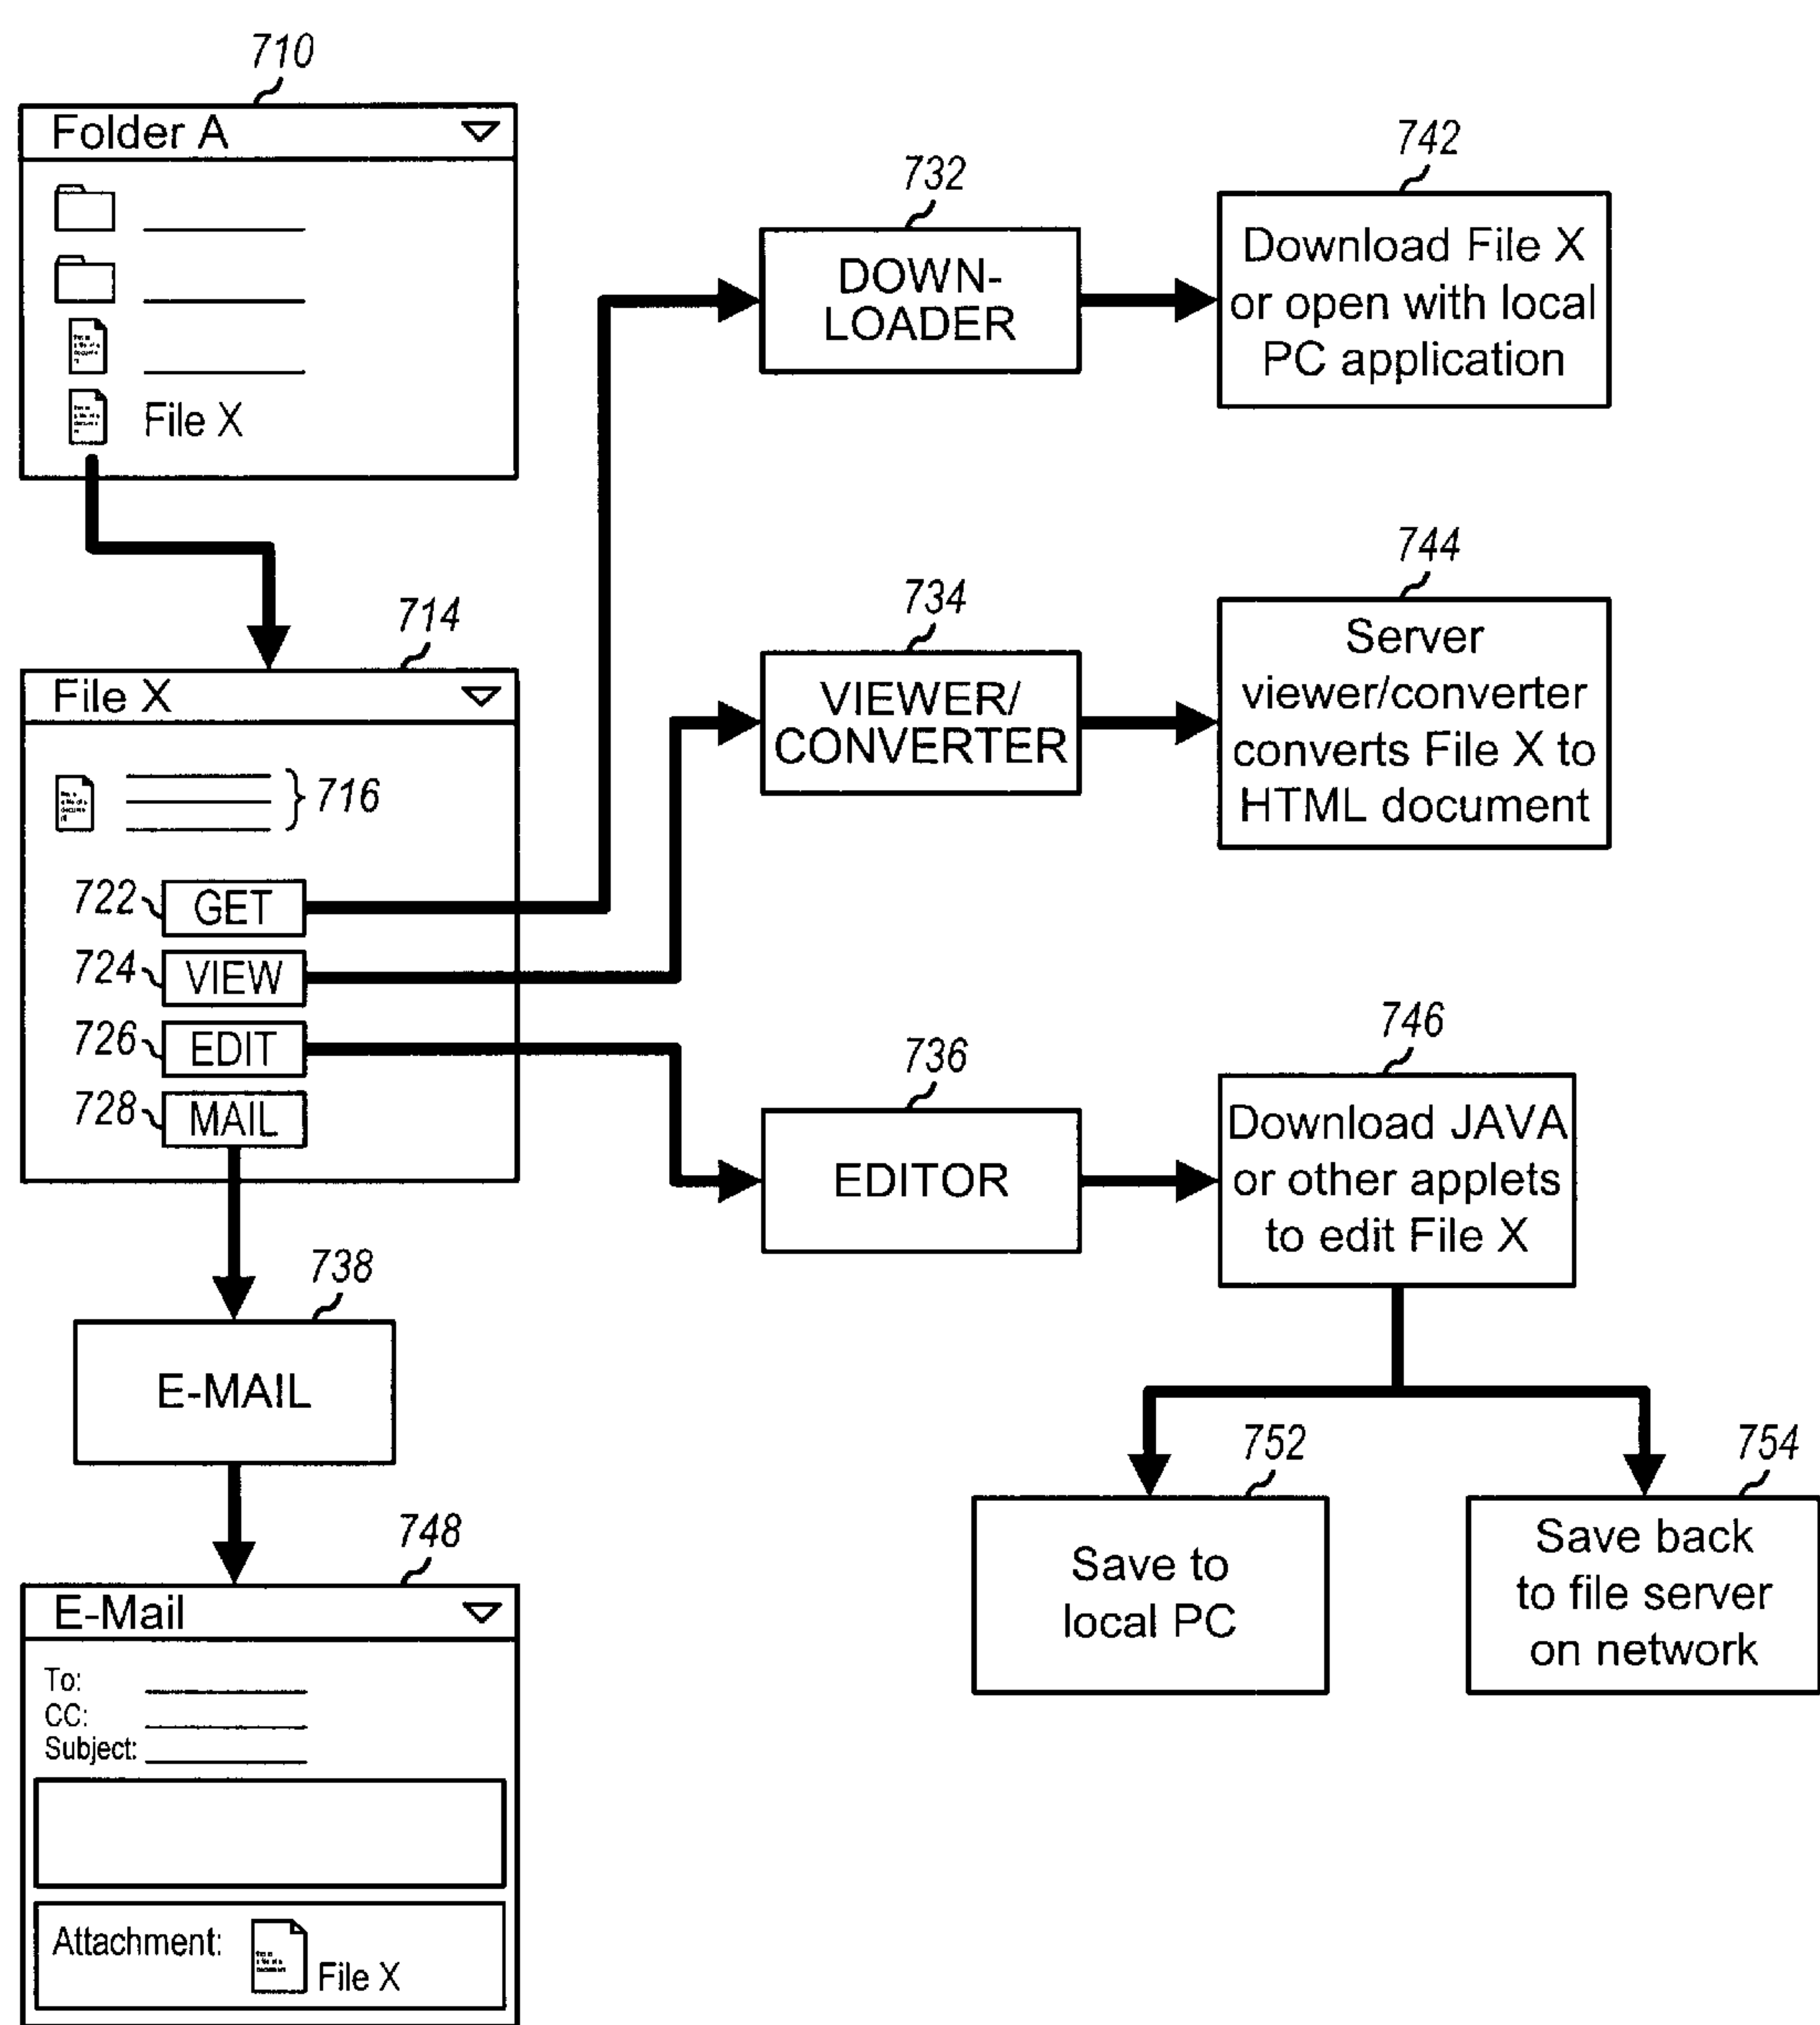 710
Folder A
File X
714
File X
716
722
GET
724
VIEW
726
EDIT
728
MAIL
738
E-MAIL
748
E-Mail
To:
CC:
Subject:
Attachment:
File X
732
DOWN-
LOADER
742
Download File X
or open with local
PC application
734
VIEWER/
CONVERTER
744
Server
viewer/converter
converts File X to
HTML document
736
EDITOR
746
Download JAVA
or other applets
to edit File X
752
Save to
local PC
754
Save back
to file server
on network